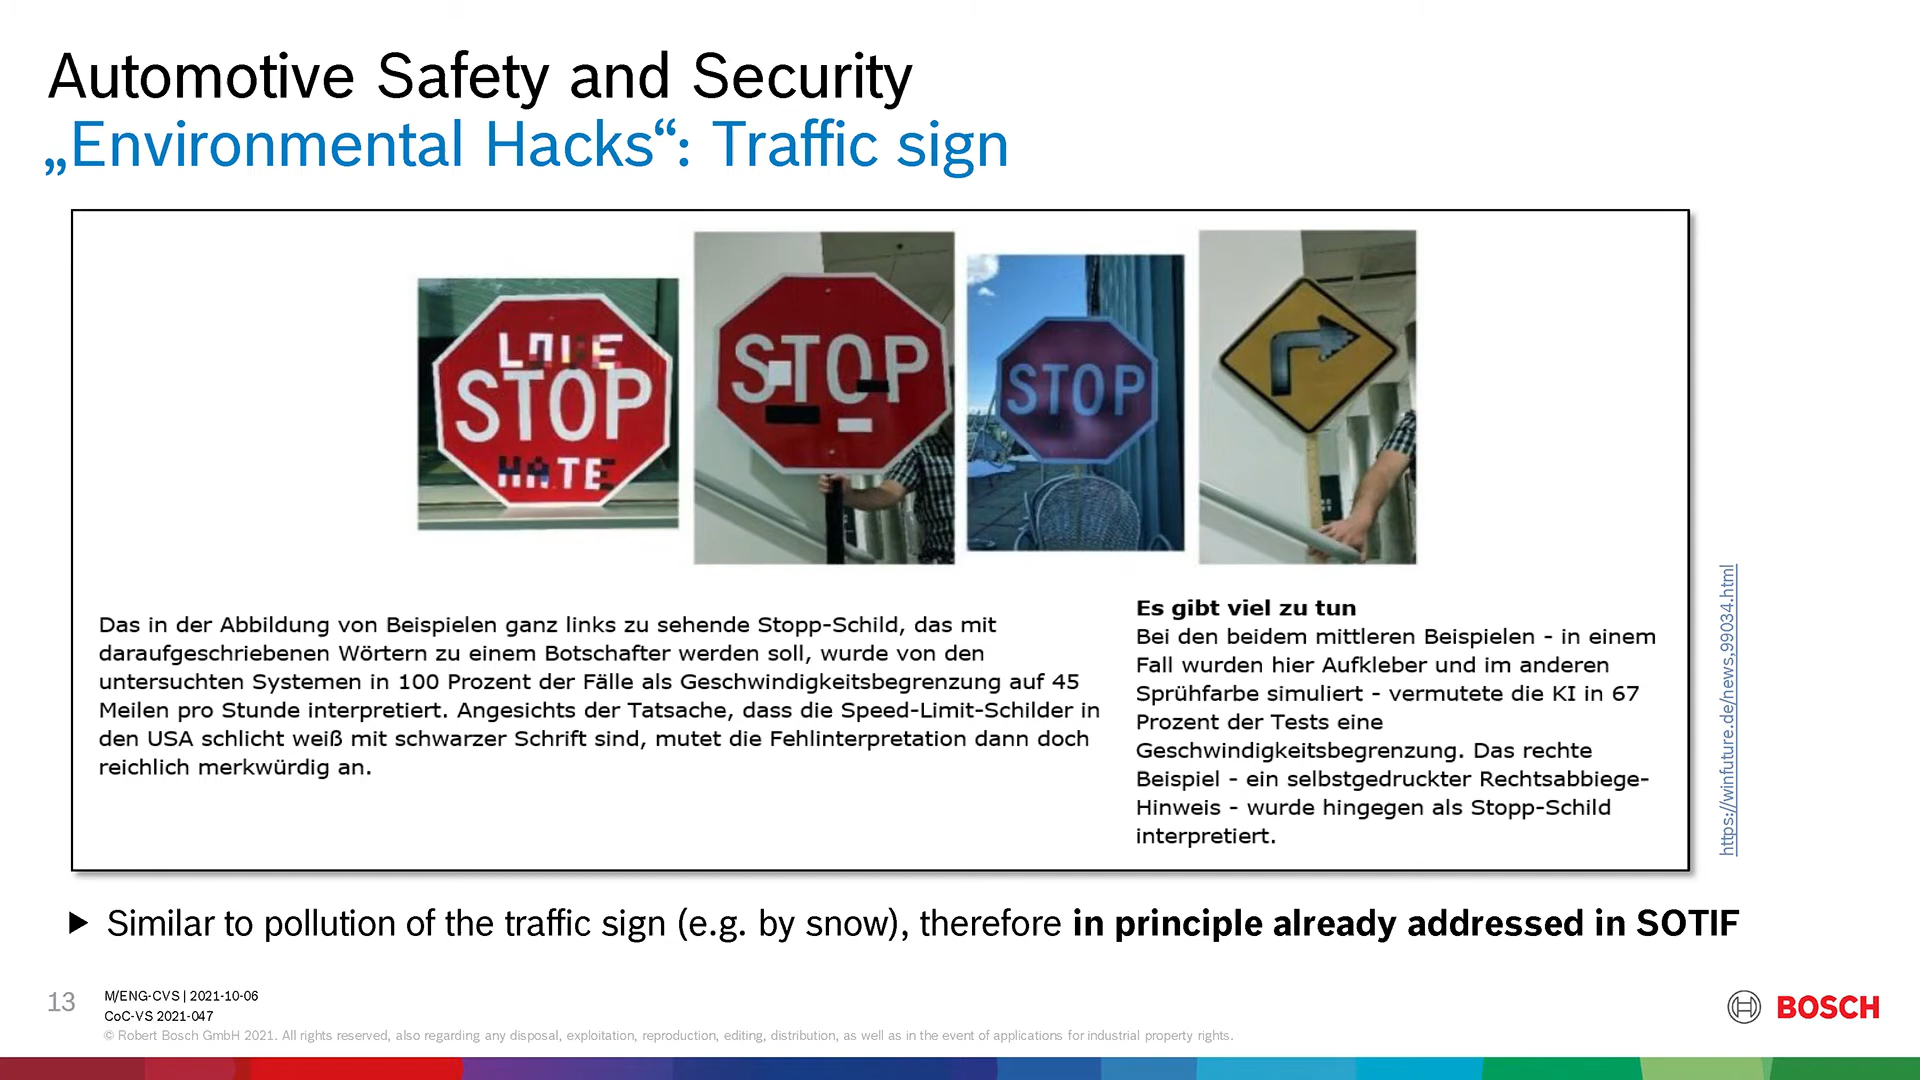 Automotive Safety and Security
„Environmental Hacks“: Traffic sign
LOVE
STOP
HATE
STOP
STOP
Das in der Abbildung von Beispielen ganz links zu sehende Stopp-Schild, das mit
daraufgeschriebenen Wörtern zu einem Botschafter werden soll, wurde von den
untersuchten Systemen in 100 Prozent der Fälle als Geschwindigkeitsbegrenzung auf 45
Meilen pro Stunde interpretiert. Angesichts der Tatsache, dass die Speed-Limit-Schilder in
den USA schlicht weiß mit schwarzer Schrift sind, mutet die Fehlinterpretation dann doch
reichlich merkwürdig an.
Es gibt viel zu tun
Bei den beidem mittleren Beispielen - in einem
Fall wurden hier Aufkleber und im anderen
Sprühfarbe simuliert - vermutete die KI in 67
Prozent der Tests eine
Geschwindigkeitsbegrenzung. Das rechte
Beispiel - ein selbstgedruckter Rechtsabbiege-
Hinweis - wurde hingegen als Stopp-Schild
interpretiert.
https://winfuture.de/news,99034.html
▶ Similar to pollution of the traffic sign (e.g. by snow), therefore in principle already addressed in SOTIF
13
M/ENG-CVS | 2021-10-06
CoC-VS 2021-047
© Robert Bosch GmbH 2021. All rights reserved, also regarding any disposal, exploitation, reproduction, editing, distribution, as well as in the event of applications for industrial property rights.
BOSCH